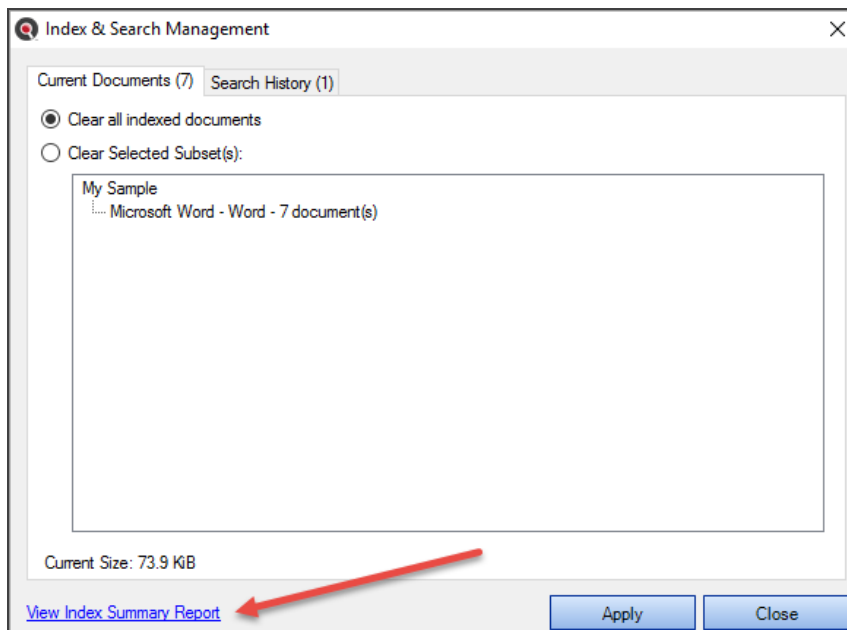 Index & Search Management
Current Documents (7)
Search History (1)
Clear all indexed documents
Clear Selected Subset(s):
My Sample
Microsoft Word - Word - 7 document(s)
Current Size: 73.9 KiB
View Index Summary Report
Apply
Close